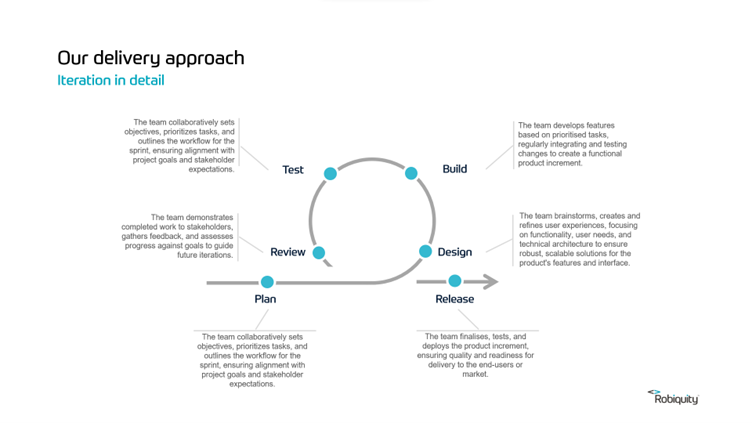 Our delivery approach
Iteration in detail
The team collaboratively sets
objectives, prioritizes tasks, and
outlines the workflow for the
sprint, ensuring alignment with
project goals and stakeholder
expectations.
Test
Build
The team develops features
based on prioritised tasks,
regularly integrating and testing
changes to create a functional
product increment.
The team demonstrates
completed work to stakeholders,
gathers feedback, and assesses
progress against goals to guide
future iterations.
Review
Design
The team brainstorms, creates and
refines user experiences, focusing
on functionality, user needs, and
technical architecture to ensure
robust, scalable solutions for the
product's features and interface.
Plan
Release
The team collaboratively sets
objectives, prioritizes tasks, and
outlines the workflow for the
sprint, ensuring alignment with
project goals and stakeholder
expectations.
The team finalises, tests, and
deploys the product increment,
ensuring quality and readiness for
delivery to the end-users or
market.
Robiquity